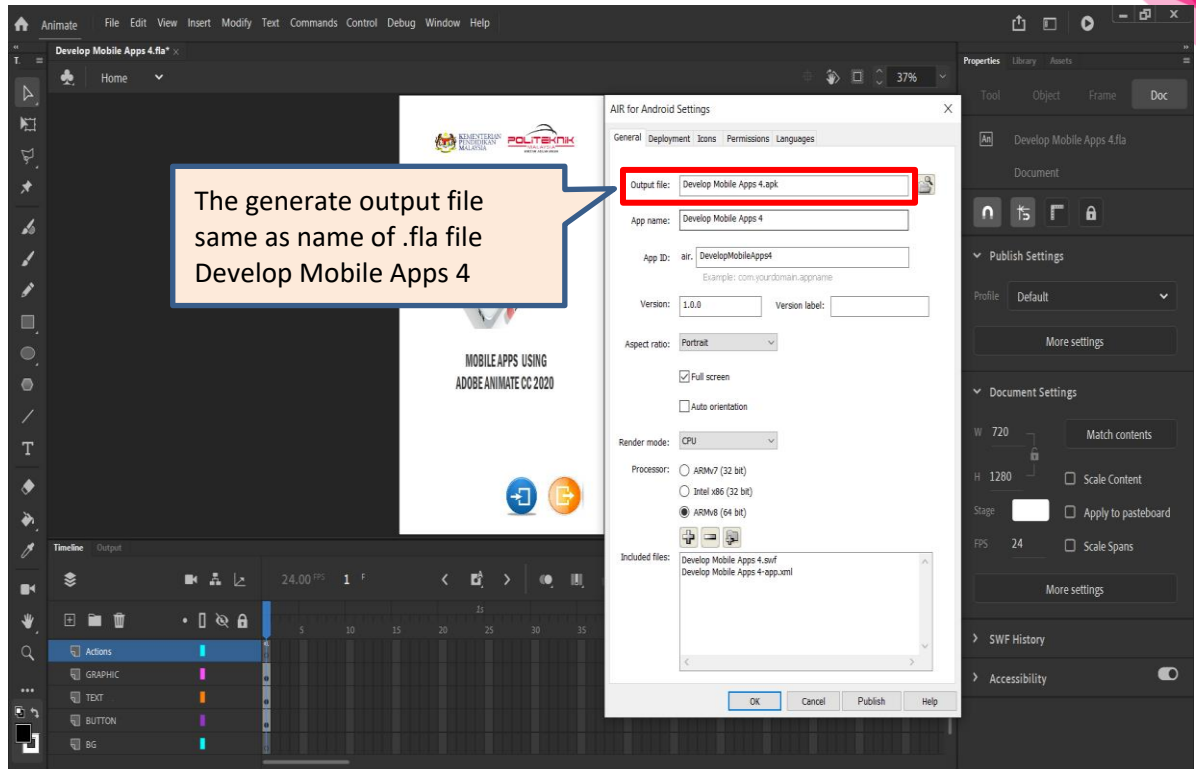 Animate File Edit View Insert Modify Text Commands Control Debug Window Help
Develop Mobile Apps 4.fla* ×
Home
37%
KEMENTERIAN
PENDIDIKAN
MALAYSIA
POLITEKNIK
MALAYSIA
The generate output file
same as name of .fla file
Develop Mobile Apps 4
MOBILE APPS USING
ADOBE ANIMATE CC 2020
AIR for Android Settings X
General Deployment Icons Permissions Languages
Output file: Develop Mobile Apps 4.apk
App name: Develop Mobile Apps 4
App ID: air. DevelopMobileApps4
Example: com.yourdomain.appname
Version: 1.0.0 Version label:
Aspect ratio: Portrait
Full screen
Auto orientation
Render mode: CPU
Processor: ARMv7 (32 bit)
Intel x86 (32 bit)
ARMv8 (64 bit)
Included files: Develop Mobile Apps 4.swf
Develop Mobile Apps 4-app.xml
OK Cancel Publish Help
Properties Library Assets
Tool Object Frame Doc
An Develop Mobile Apps 4.fla
Document
Publish Settings
Profile Default
More settings
Document Settings
W 720 Match contents
H 1280 Scale Content
Stage Apply to pasteboard
FPS 24 Scale Spans
More settings
SWF History
Accessibility
Timeline Output
24.00 FPS 1 F
1s
5 10 15 20 25 30 35
Actions
GRAPHIC
TEXT
BUTTON
BG